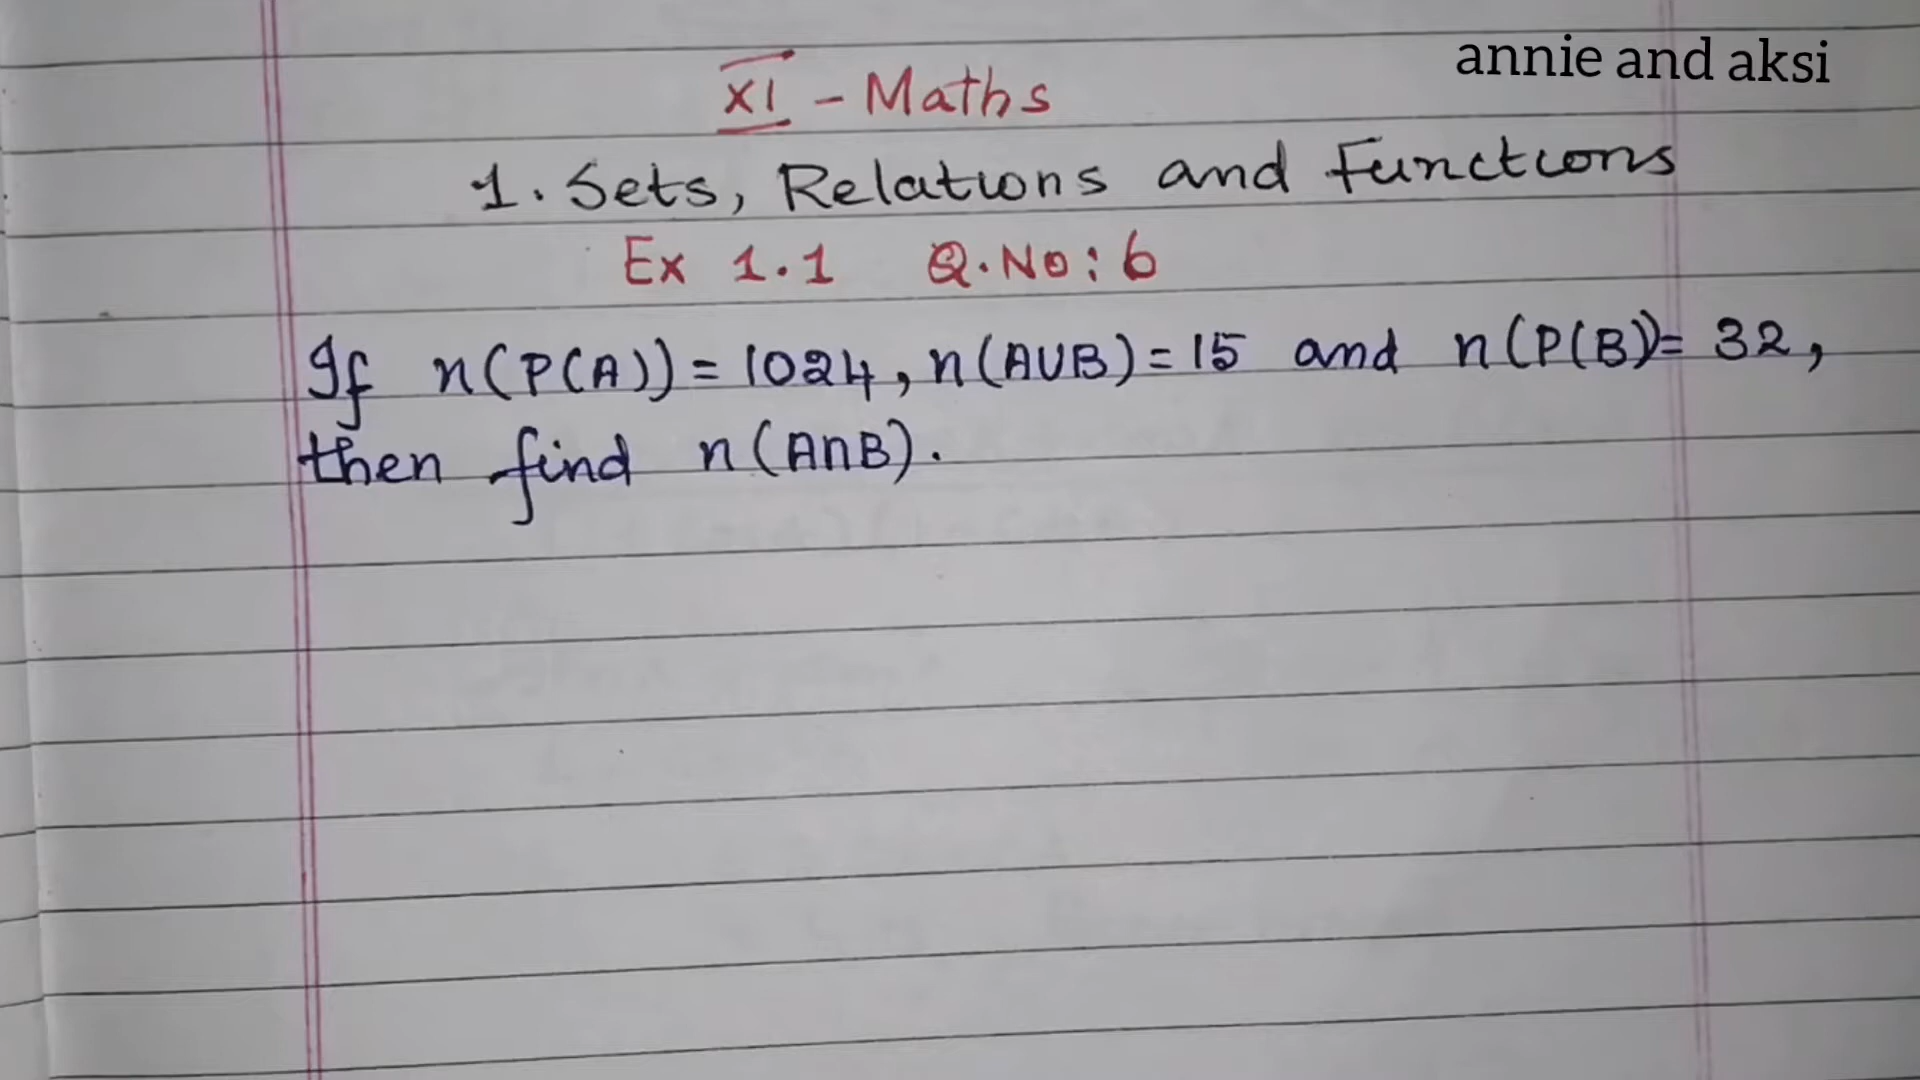 annie and aksi
XI - Maths
1. Sets, Relations and Functions
Ex 1.1 Q.No: 6
If n(P(A)) = 1024, n(A∪B) = 15 and n(P(B)) = 32,
then find n(A∩B).